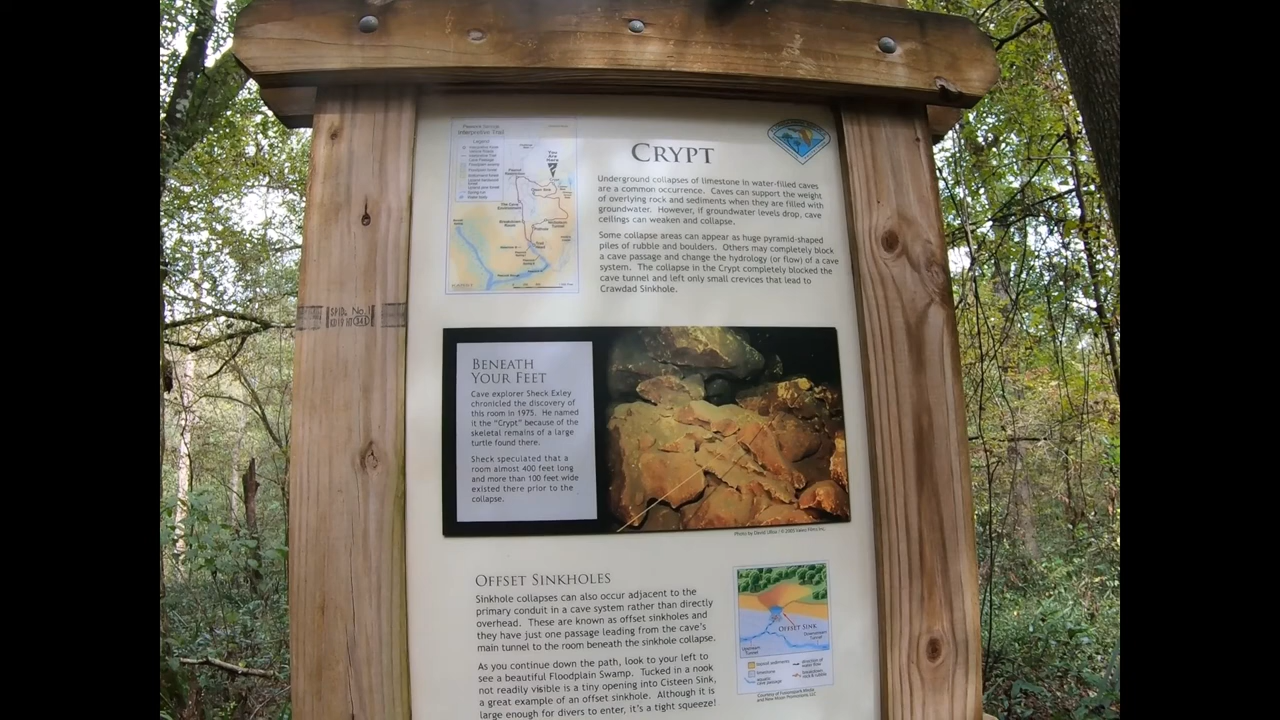 CRYPT
Underground collapses of limestone in water-filled caves
are a common occurrence. Caves can support the weight
of overlying rock and sediments when they are filled with
groundwater. However, if groundwater levels drop, cave
ceilings can weaken and collapse.
Some collapse areas can appear as huge pyramid-shaped
piles of rubble and boulders. Others may completely block
a cave passage and change the hydrology (or flow) of a cave
system. The collapse in the Crypt completely blocked the
cave tunnel and left only small crevices that lead to
Crawdad Sinkhole.
Interpretive Trail
Legend
You
Are
Here
BENEATH
YOUR FEET
Cave explorer Sheck Exley
chronicled the discovery of
this room in 1975. He named
it the “Crypt” because of the
skeletal remains of a large
turtle found there.
Sheck speculated that a
room almost 400 feet long
and more than 100 feet wide
existed there prior to the
collapse.
OFFSET SINKHOLES
Sinkhole collapses can also occur adjacent to the
primary conduit in a cave system rather than directly
overhead. These are known as offset sinkholes and
they have just one passage leading from the cave's
main tunnel to the room beneath the sinkhole collapse.
As you continue down the path, look to your left to
see a beautiful Floodplain Swamp. Tucked in a nook
not readily visible is a tiny opening into Cisteen Sink,
a great example of an offset sinkhole. Although it is
large enough for divers to enter, it's a tight squeeze!
OFFSET SINK
Downstream
Tunnel
Upstream
Tunnel